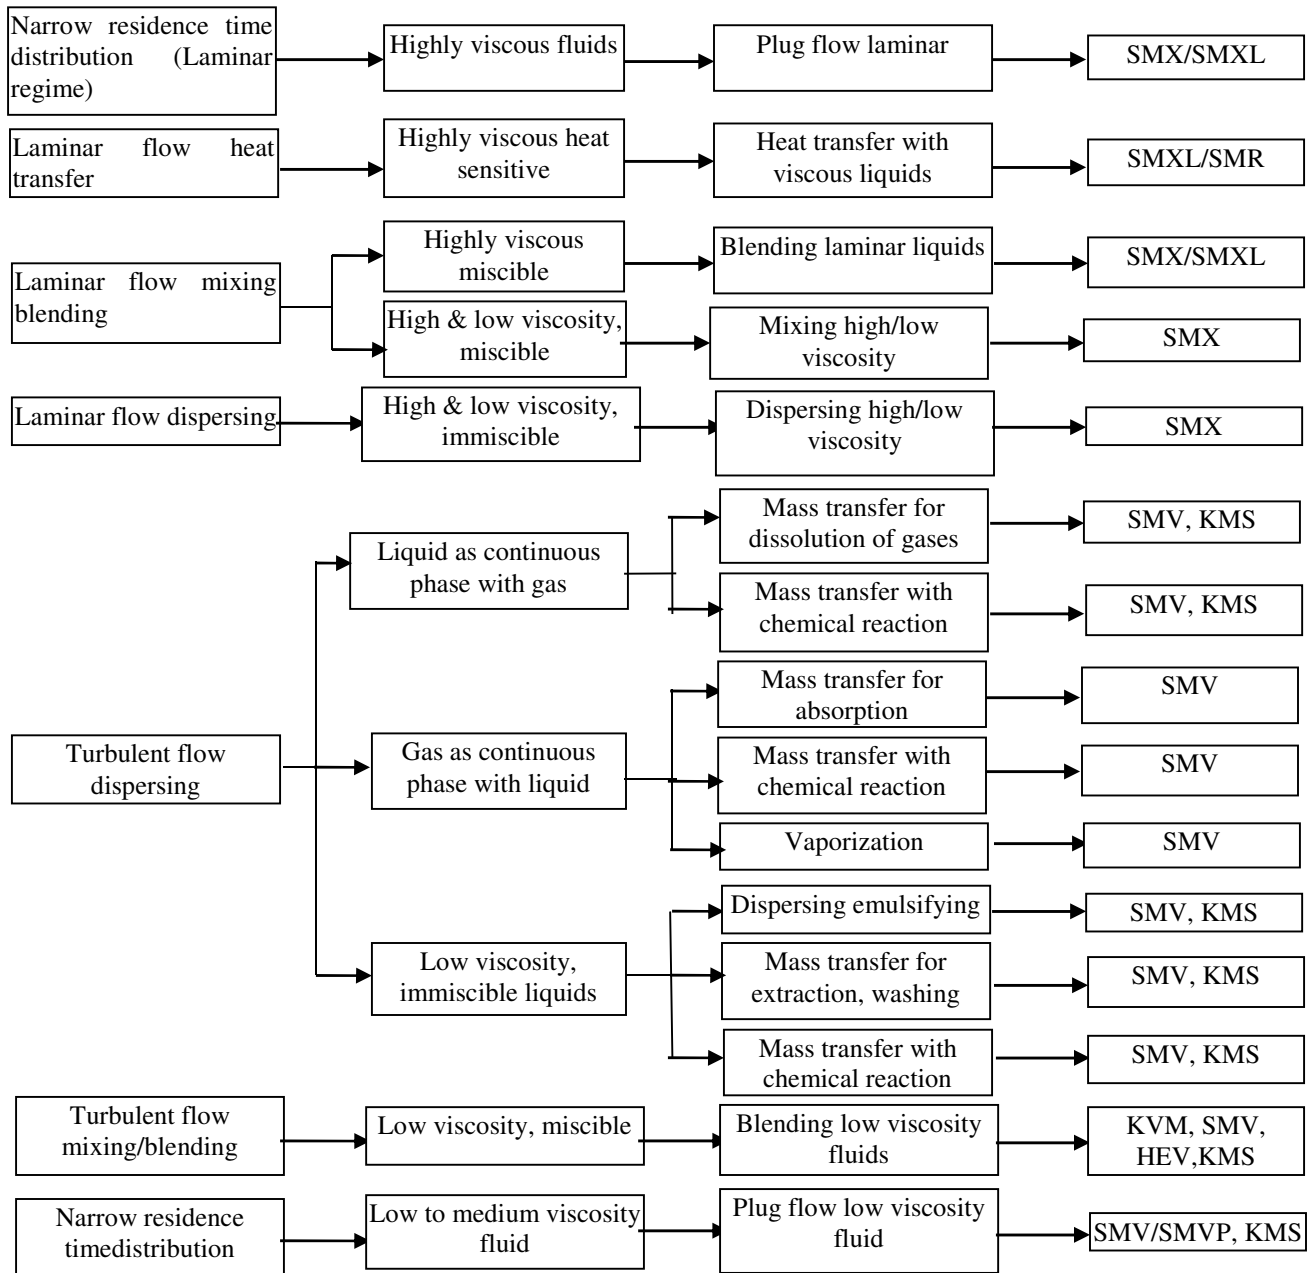 Narrow residence time
distribution (Laminar
regime)
Highly viscous fluids
Plug flow laminar
SMX/SMXL
Laminar flow heat
transfer
Highly viscous heat
sensitive
Heat transfer with
viscous liquids
SMXL/SMR
Laminar flow mixing
blending
Highly viscous
miscible
Blending laminar liquids
SMX/SMXL
High & low viscosity,
miscible
Mixing high/low
viscosity
SMX
Laminar flow dispersing
High & low viscosity,
immiscible
Dispersing high/low
viscosity
SMX
Turbulent flow
dispersing
Liquid as continuous
phase with gas
Mass transfer for
dissolution of gases
SMV, KMS
Mass transfer with
chemical reaction
SMV, KMS
Gas as continuous
phase with liquid
Mass transfer for
absorption
SMV
Mass transfer with
chemical reaction
SMV
Vaporization
SMV
Low viscosity,
immiscible liquids
Dispersing emulsifying
SMV, KMS
Mass transfer for
extraction, washing
SMV, KMS
Mass transfer with
chemical reaction
SMV, KMS
Turbulent flow
mixing/blending
Low viscosity, miscible
Blending low viscosity
fluids
KVM, SMV,
HEV,KMS
Narrow residence
timedistribution
Low to medium viscosity
fluid
Plug flow low viscosity
fluid
SMV/SMVP, KMS